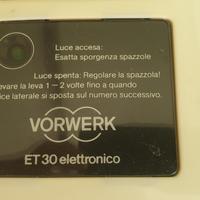 Luce accesa:
Esatta sporgenza spazzole
Luce spenta: Regolare la spazzola!
evare la leva 1–2 volte fino a quando
ice laterale si sposta sul numero successivo.
VORWERK
ET 30 elettronico